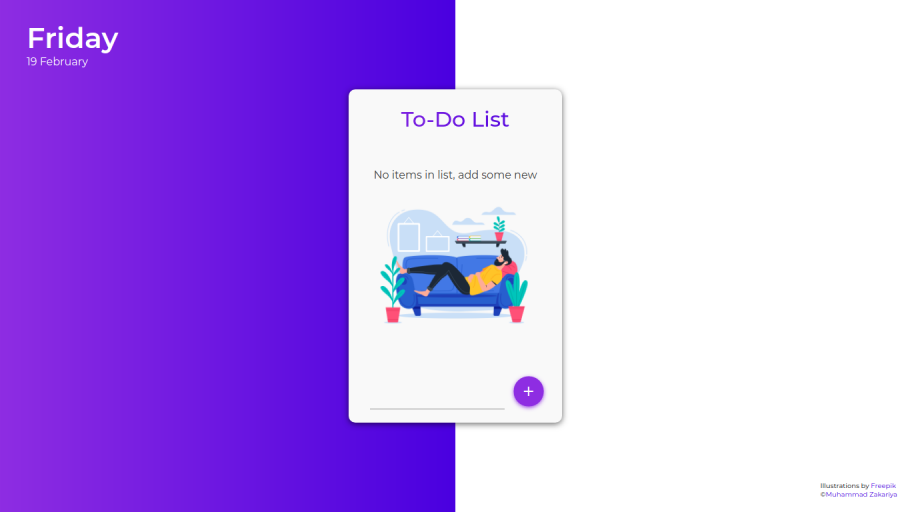 Friday
19 February
To-Do List
No items in list, add some new
+
Illustrations by Freepik
©Muhammad Zakariya